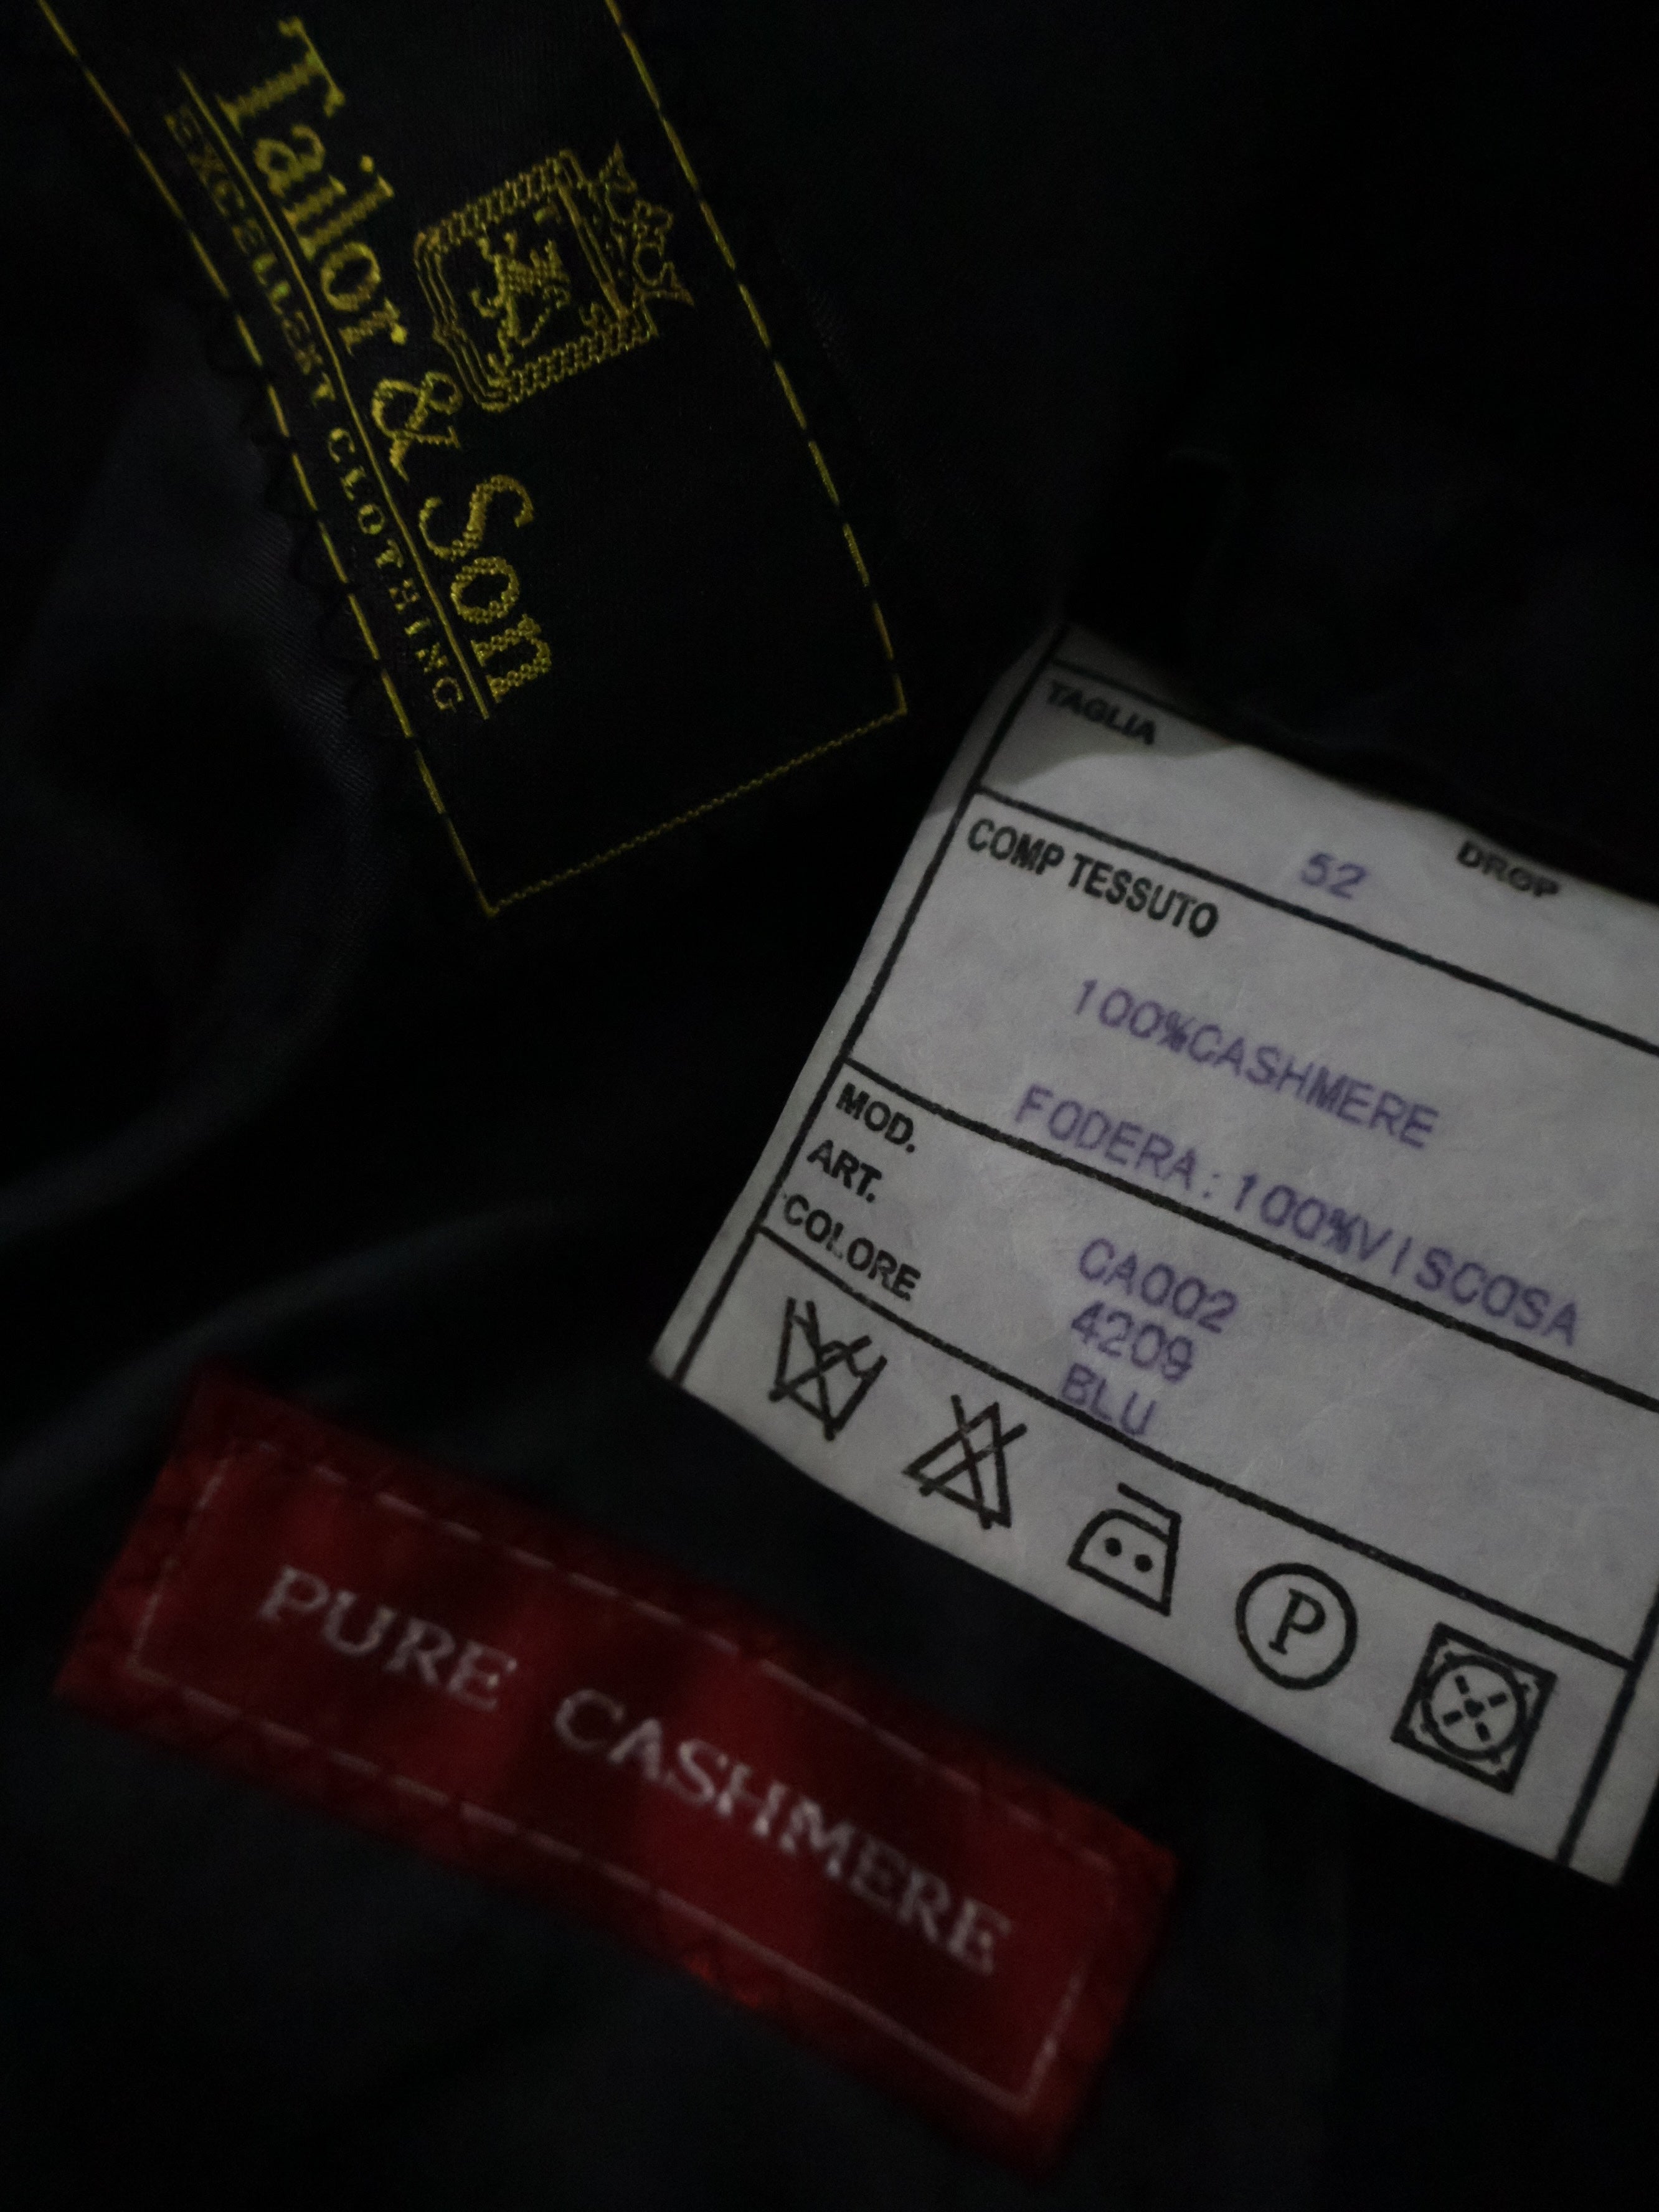 Tailor & Son
EXCELLENT CLOTHING
TAGLIA
52
DROP
COMP TESSUTO
100%CASHMERE
FODERA: 100%VISCOSA
MOD. CA002
ART. 4209
COLORE BLU
P
PURE CASHMERE